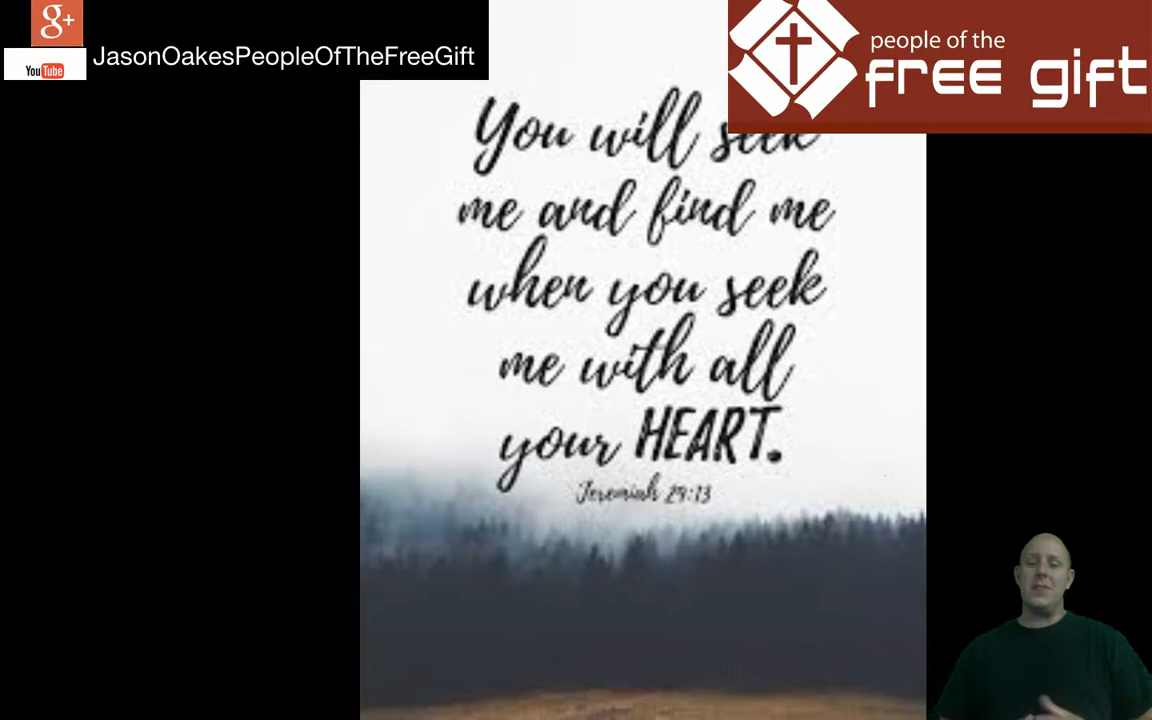 g+
YouTube
JasonOakesPeopleOfTheFreeGift
people of the
free gift
You will seek
me and find me
when you seek
me with all
your HEART.
Jeremiah 29:13